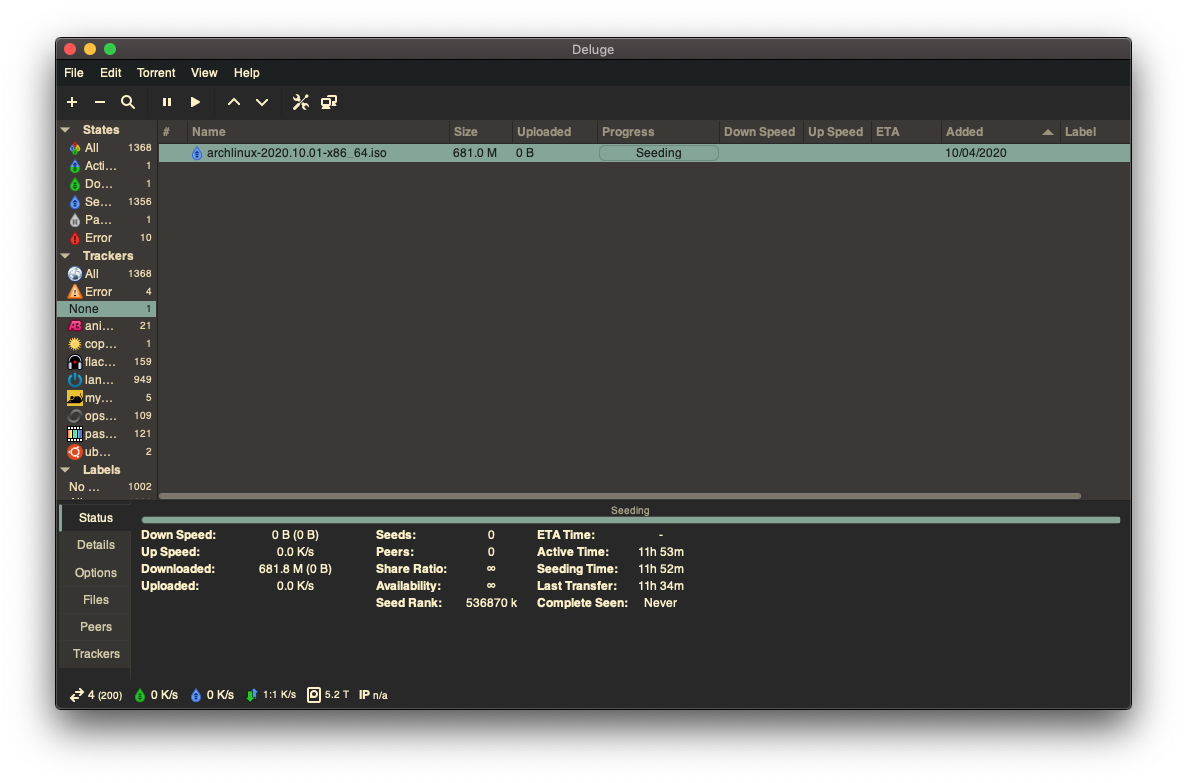 Deluge
File Edit Torrent View Help
States
All 1368
Acti... 1
Do... 1
Se... 1356
Pa... 1
Error 10
Trackers
All 1368
Error 4
None 1
ani... 21
cop... 1
flac... 159
lan... 949
my... 5
ops... 109
pas... 121
ub... 2
Labels
No ... 1002
# Name Size Uploaded Progress Down Speed Up Speed ETA Added Label
archlinux-2020.10.01-x86_64.iso 681.0 M 0 B Seeding 10/04/2020
Status
Details
Options
Files
Peers
Trackers
Seeding
Down Speed: 0 B (0 B) Seeds: 0 ETA Time: -
Up Speed: 0.0 K/s Peers: 0 Active Time: 11h 53m
Downloaded: 681.8 M (0 B) Share Ratio: ∞ Seeding Time: 11h 52m
Uploaded: 0.0 K/s Availability: ∞ Last Transfer: 11h 34m
Seed Rank: 536870 k Complete Seen: Never
4 (200) 0 K/s 0 K/s 1:1 K/s 5.2 T IP n/a